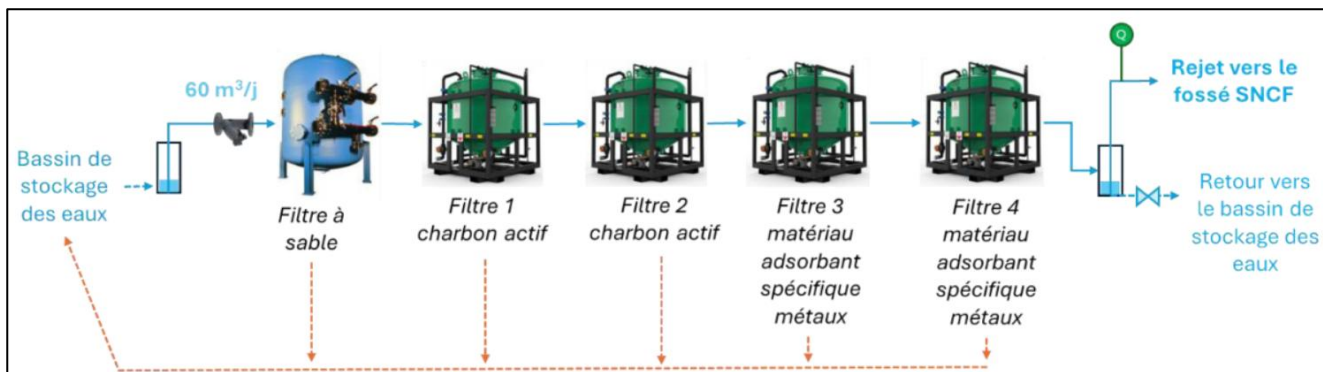 Q
60 m³/j
Rejet vers le
fossé SNCF
Bassin de
stockage
des eaux
Retour vers
le bassin de
stockage des
eaux
Filtre à
sable
Filtre 1
charbon actif
Filtre 2
charbon actif
Filtre 3
matériau
adsorbant
spécifique
métaux
Filtre 4
matériau
adsorbant
spécifique
métaux